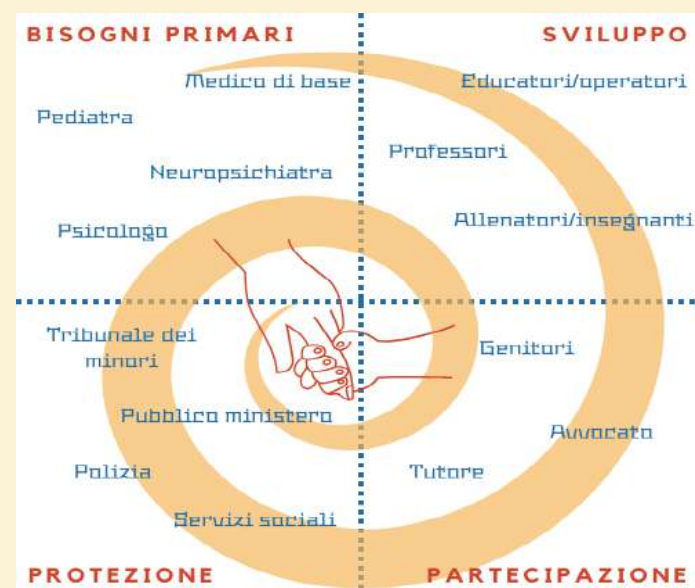 BISOGNI PRIMARI
Medico di base
Pediatra
Neuropsichiatra
Psicologo
SVILUPPO
Educatori/operatori
Professori
Allenatori/insegnanti
Tribunale dei
minori
Pubblico ministero
Polizia
Servizi sociali
PROTEZIONE
Genitori
Avvocato
Tutore
PARTECIPAZIONE